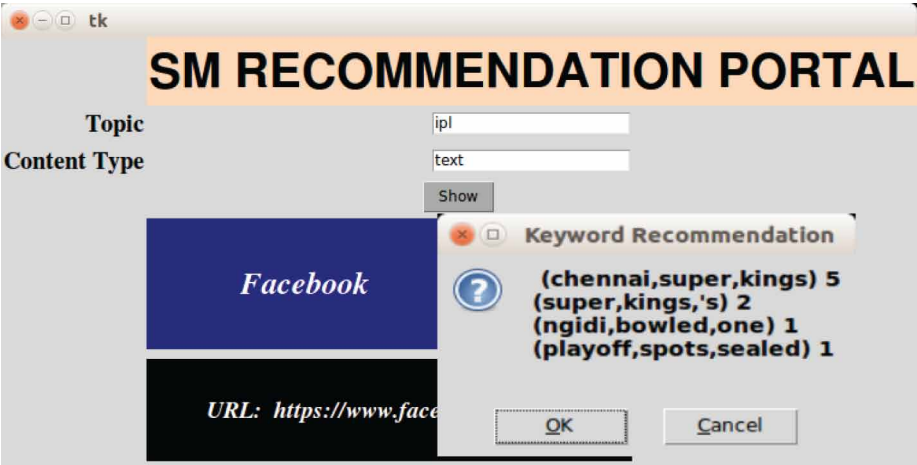 tk
SM RECOMMENDATION PORTAL
Topic
ipl
Content Type
text
Show
Facebook
Keyword Recommendation
(chennai,super,kings) 5
(super,kings,'s) 2
(ngidi,bowled,one) 1
(playoff,spots,sealed) 1
URL: https://www.face
OK
Cancel